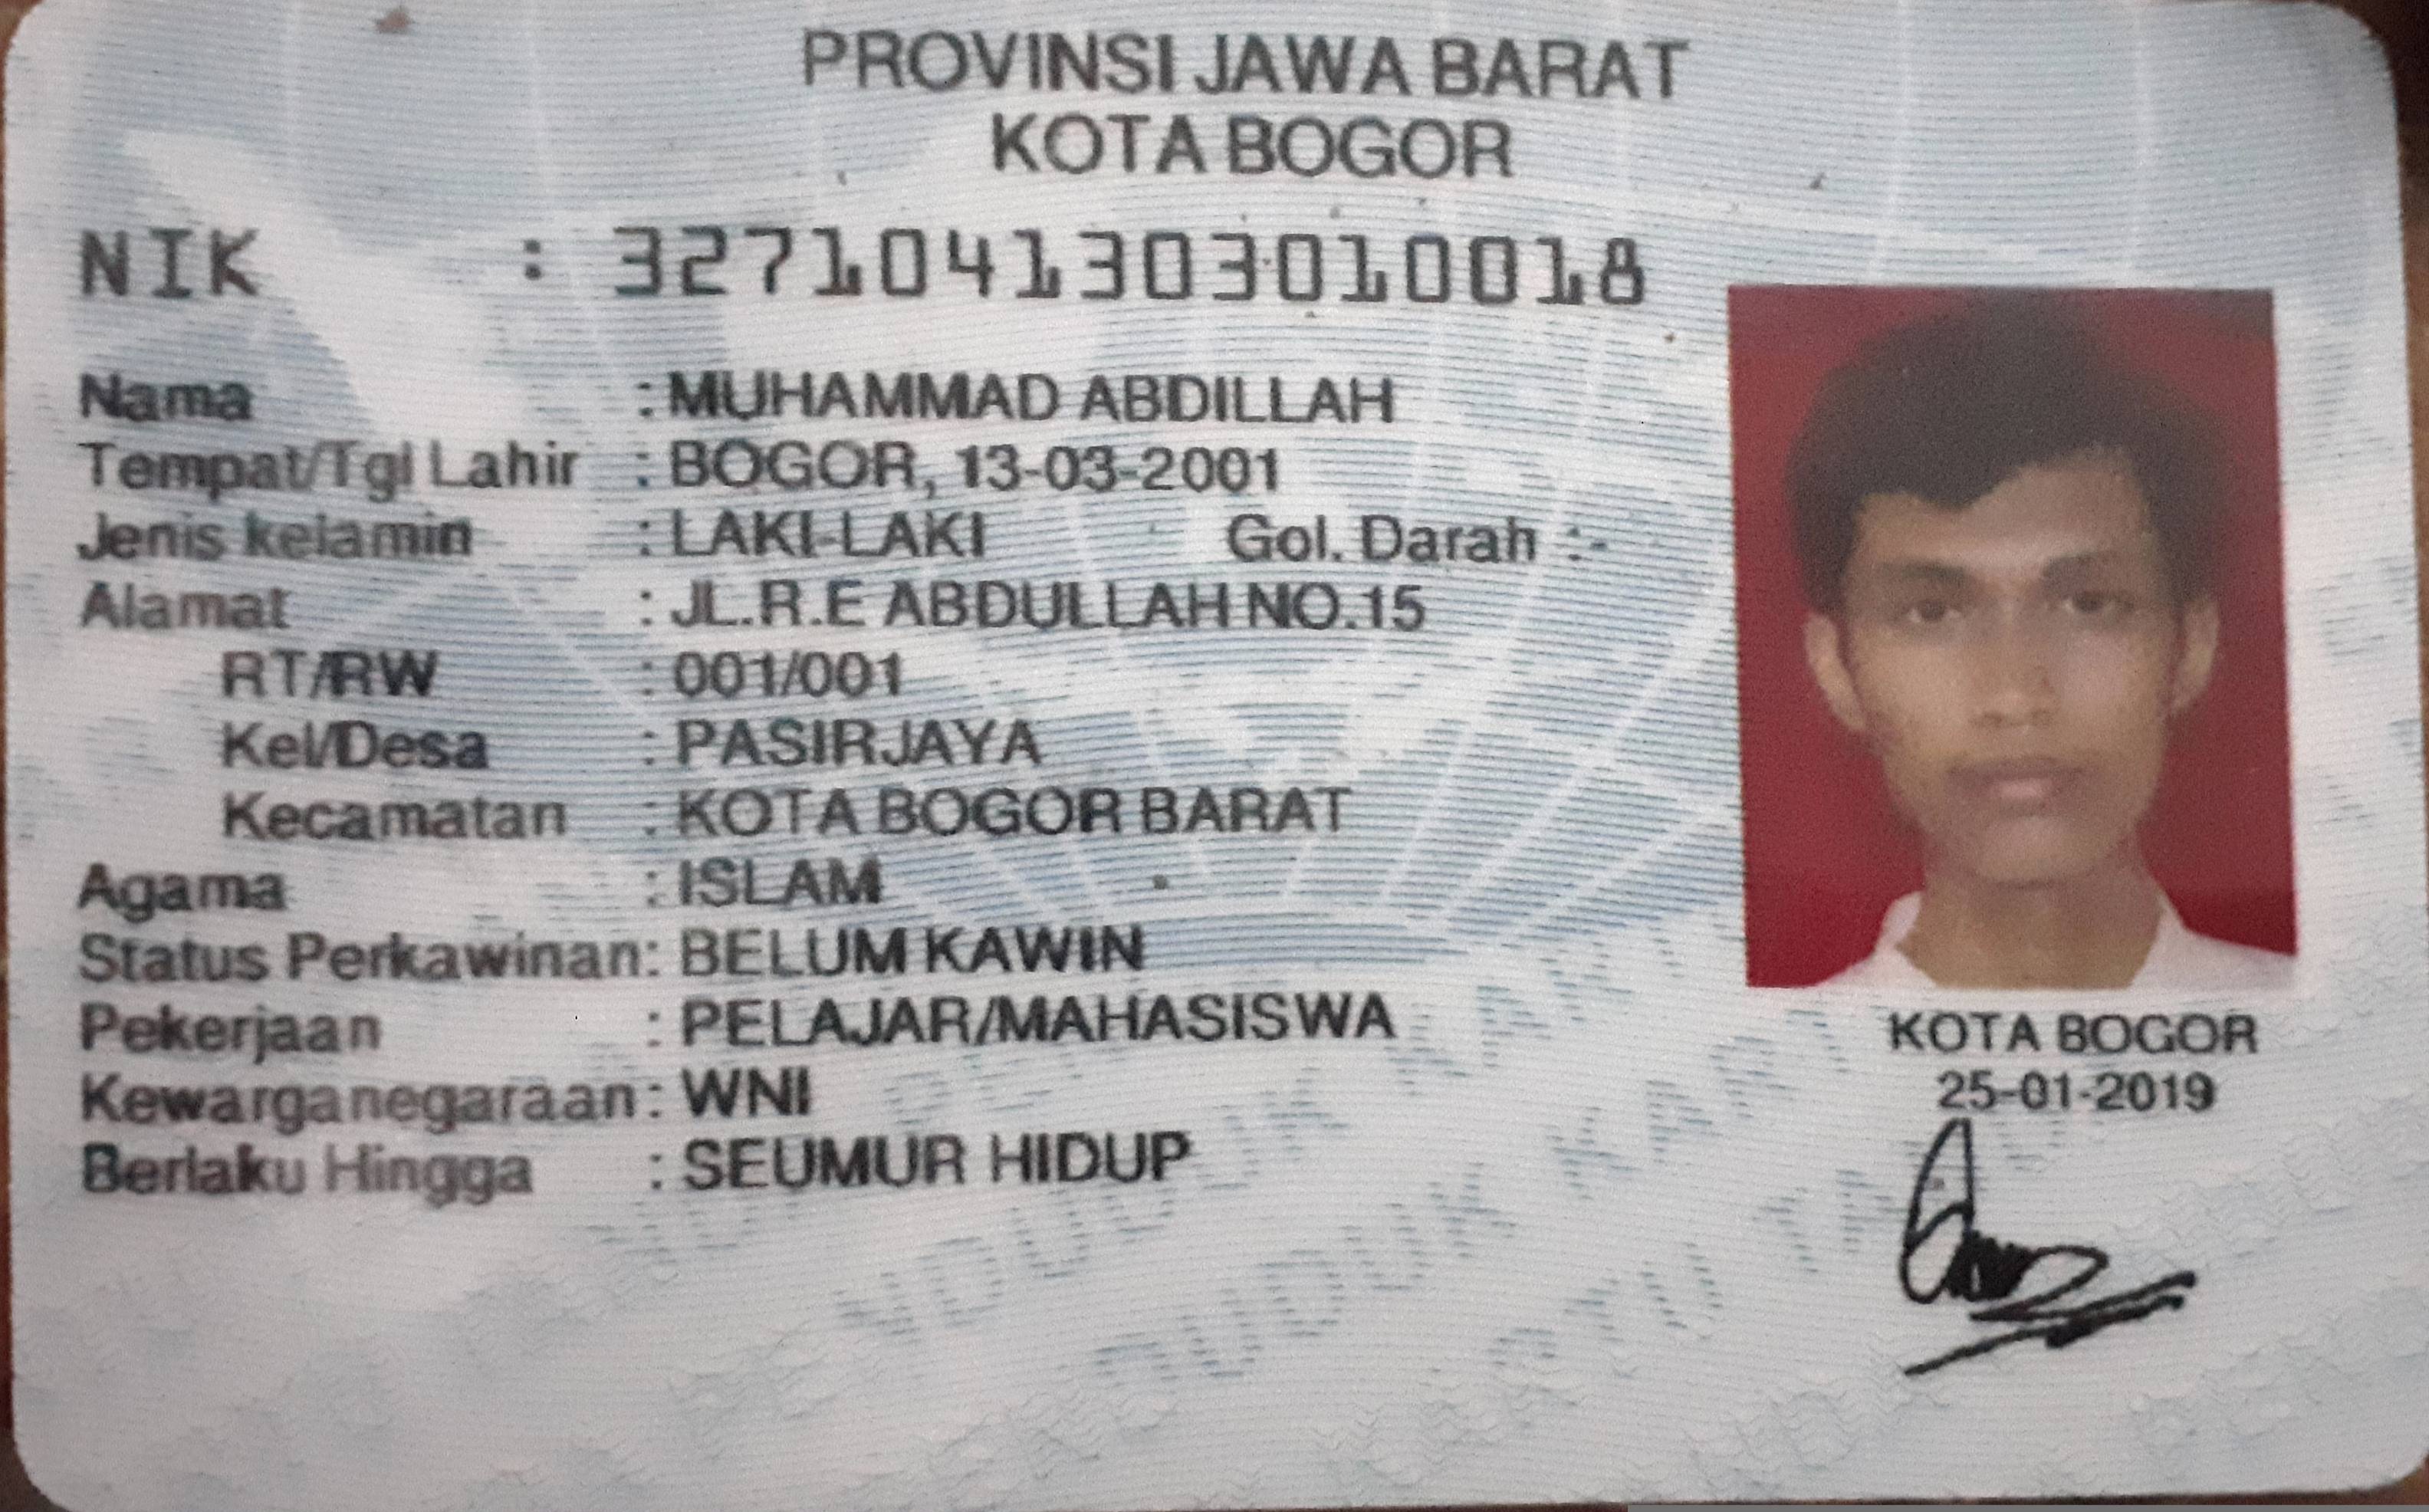 PROVINSI JAWA BARAT
KOTA BOGOR
NIK : 3271041303010018
Nama : MUHAMMAD ABDILLAH
Tempat/Tgl Lahir : BOGOR, 13-03-2001
Jenis kelamin : LAKI-LAKI Gol. Darah :-
Alamat : JL.R.E ABDULLAH NO.15
RT/RW : 001/001
Kel/Desa : PASIRJAYA
Kecamatan : KOTA BOGOR BARAT
Agama : ISLAM
Status Perkawinan: BELUM KAWIN
Pekerjaan : PELAJAR/MAHASISWA
Kewarganegaraan: WNI
Berlaku Hingga : SEUMUR HIDUP
KOTA BOGOR
25-01-2019